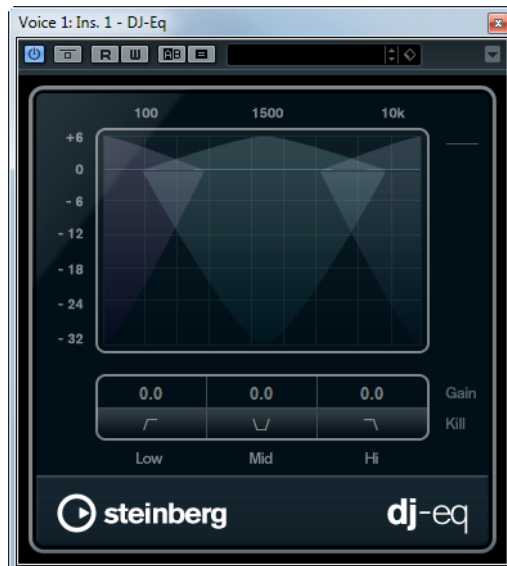 Voice 1: Ins. 1 - DJ-Eq
R W AB
100 1500 10k
+6
0
- 6
- 12
- 18
- 24
- 32
0.0 0.0 0.0 Gain
Kill
Low Mid Hi
steinberg dj-eq